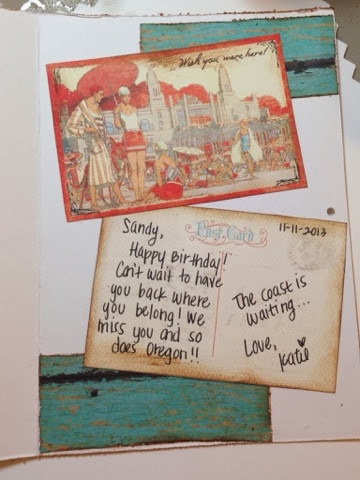 Wish you were here!
Post Card
11-11-2013
Sandy,
Happy Birthday!
Can't wait to have
you back where
you belong! We
miss you and so
does Oregon!!
The coast is
waiting...
Love,
Katie